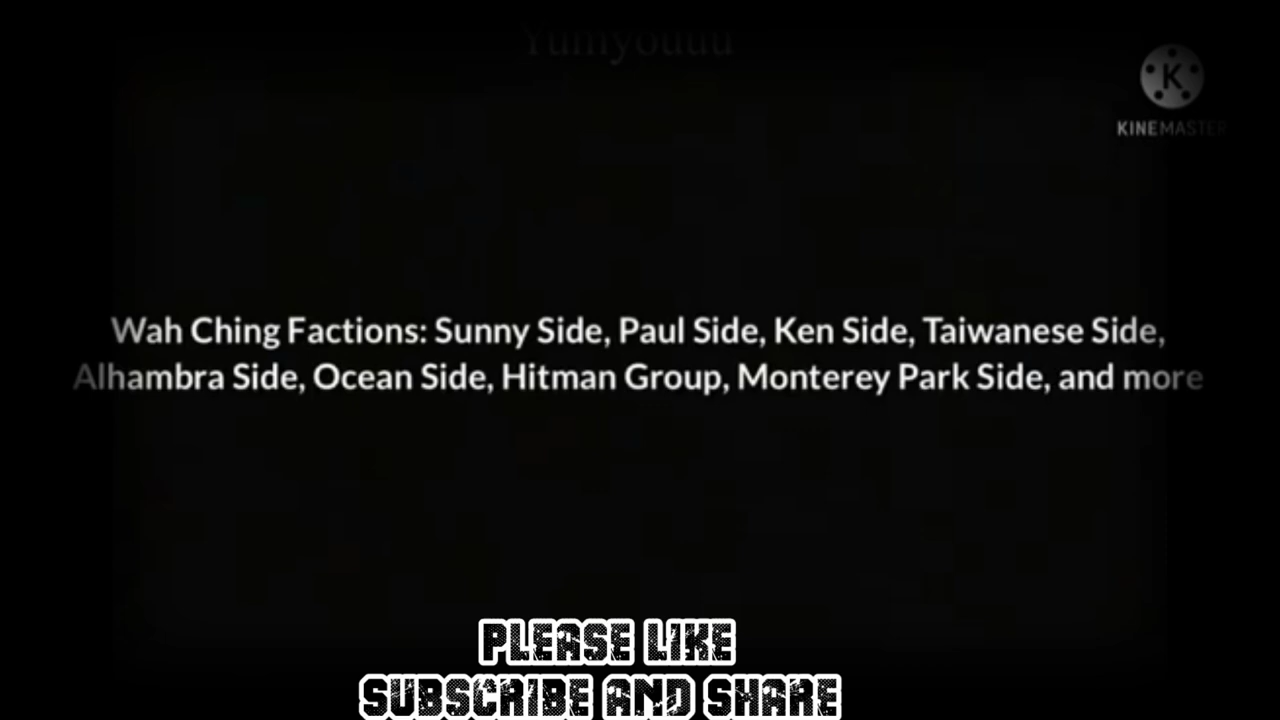 Yumyouuu
KINEMASTER
Wah Ching Factions: Sunny Side, Paul Side, Ken Side, Taiwanese Side,
Alhambra Side, Ocean Side, Hitman Group, Monterey Park Side, and more
PLEASE LIKE
SUBSCRIBE AND SHARE